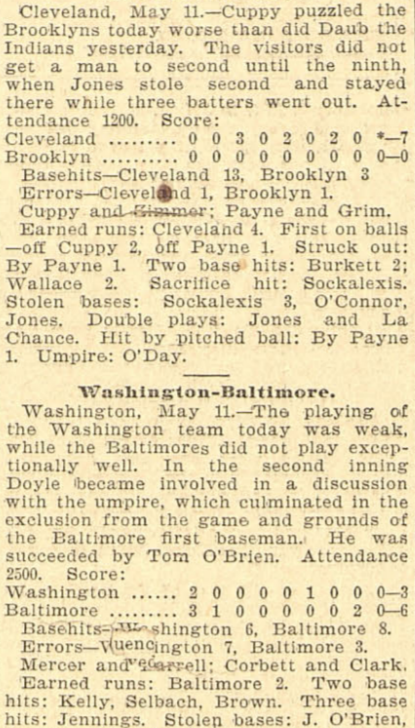 Cleveland, May 11.—Cuppy puzzled the
Brooklyns today worse than did Daub the
Indians yesterday. The visitors did not
get a man to second until the ninth,
when Jones stole second and stayed
there while three batters went out. At-
tendance 1200. Score:
Cleveland ......... 0 0 3 0 2 0 2 0 *—7
Brooklyn ......... 0 0 0 0 0 0 0 0 0—0
Basehits—Cleveland 13, Brooklyn 3
Errors—Cleveland 1, Brooklyn 1.
Cuppy and Zimmer; Payne and Grim.
Earned runs: Cleveland 4. First on balls
—off Cuppy 2, off Payne 1. Struck out:
By Payne 1. Two base hits: Burkett 2;
Wallace 2. Sacrifice hit: Sockalexis.
Stolen bases: Sockalexis 3, O'Connor,
Jones. Double plays: Jones and La
Chance. Hit by pitched ball: By Payne
1. Umpire: O'Day.
Washington-Baltimore.
Washington, May 11.—The playing of
the Washington team today was weak,
while the Baltimores did not play excep-
tionally well. In the second inning
Doyle became involved in a discussion
with the umpire, which culminated in the
exclusion from the game and grounds of
the Baltimore first baseman. He was
succeeded by Tom O'Brien. Attendance
2500. Score:
Washington ...... 2 0 0 0 0 1 0 0 0—3
Baltimore ......... 3 1 0 0 0 0 0 2 0—6
Basehits—Washington 6, Baltimore 8.
Errors—Washington 7, Baltimore 3.
Mercer and Corbett and Clark.
Earned runs: Baltimore 2. Two base
hits: Kelly, Selbach, Brown. Three base
hits: Jennings. Stolen bases: J. O'Brien,